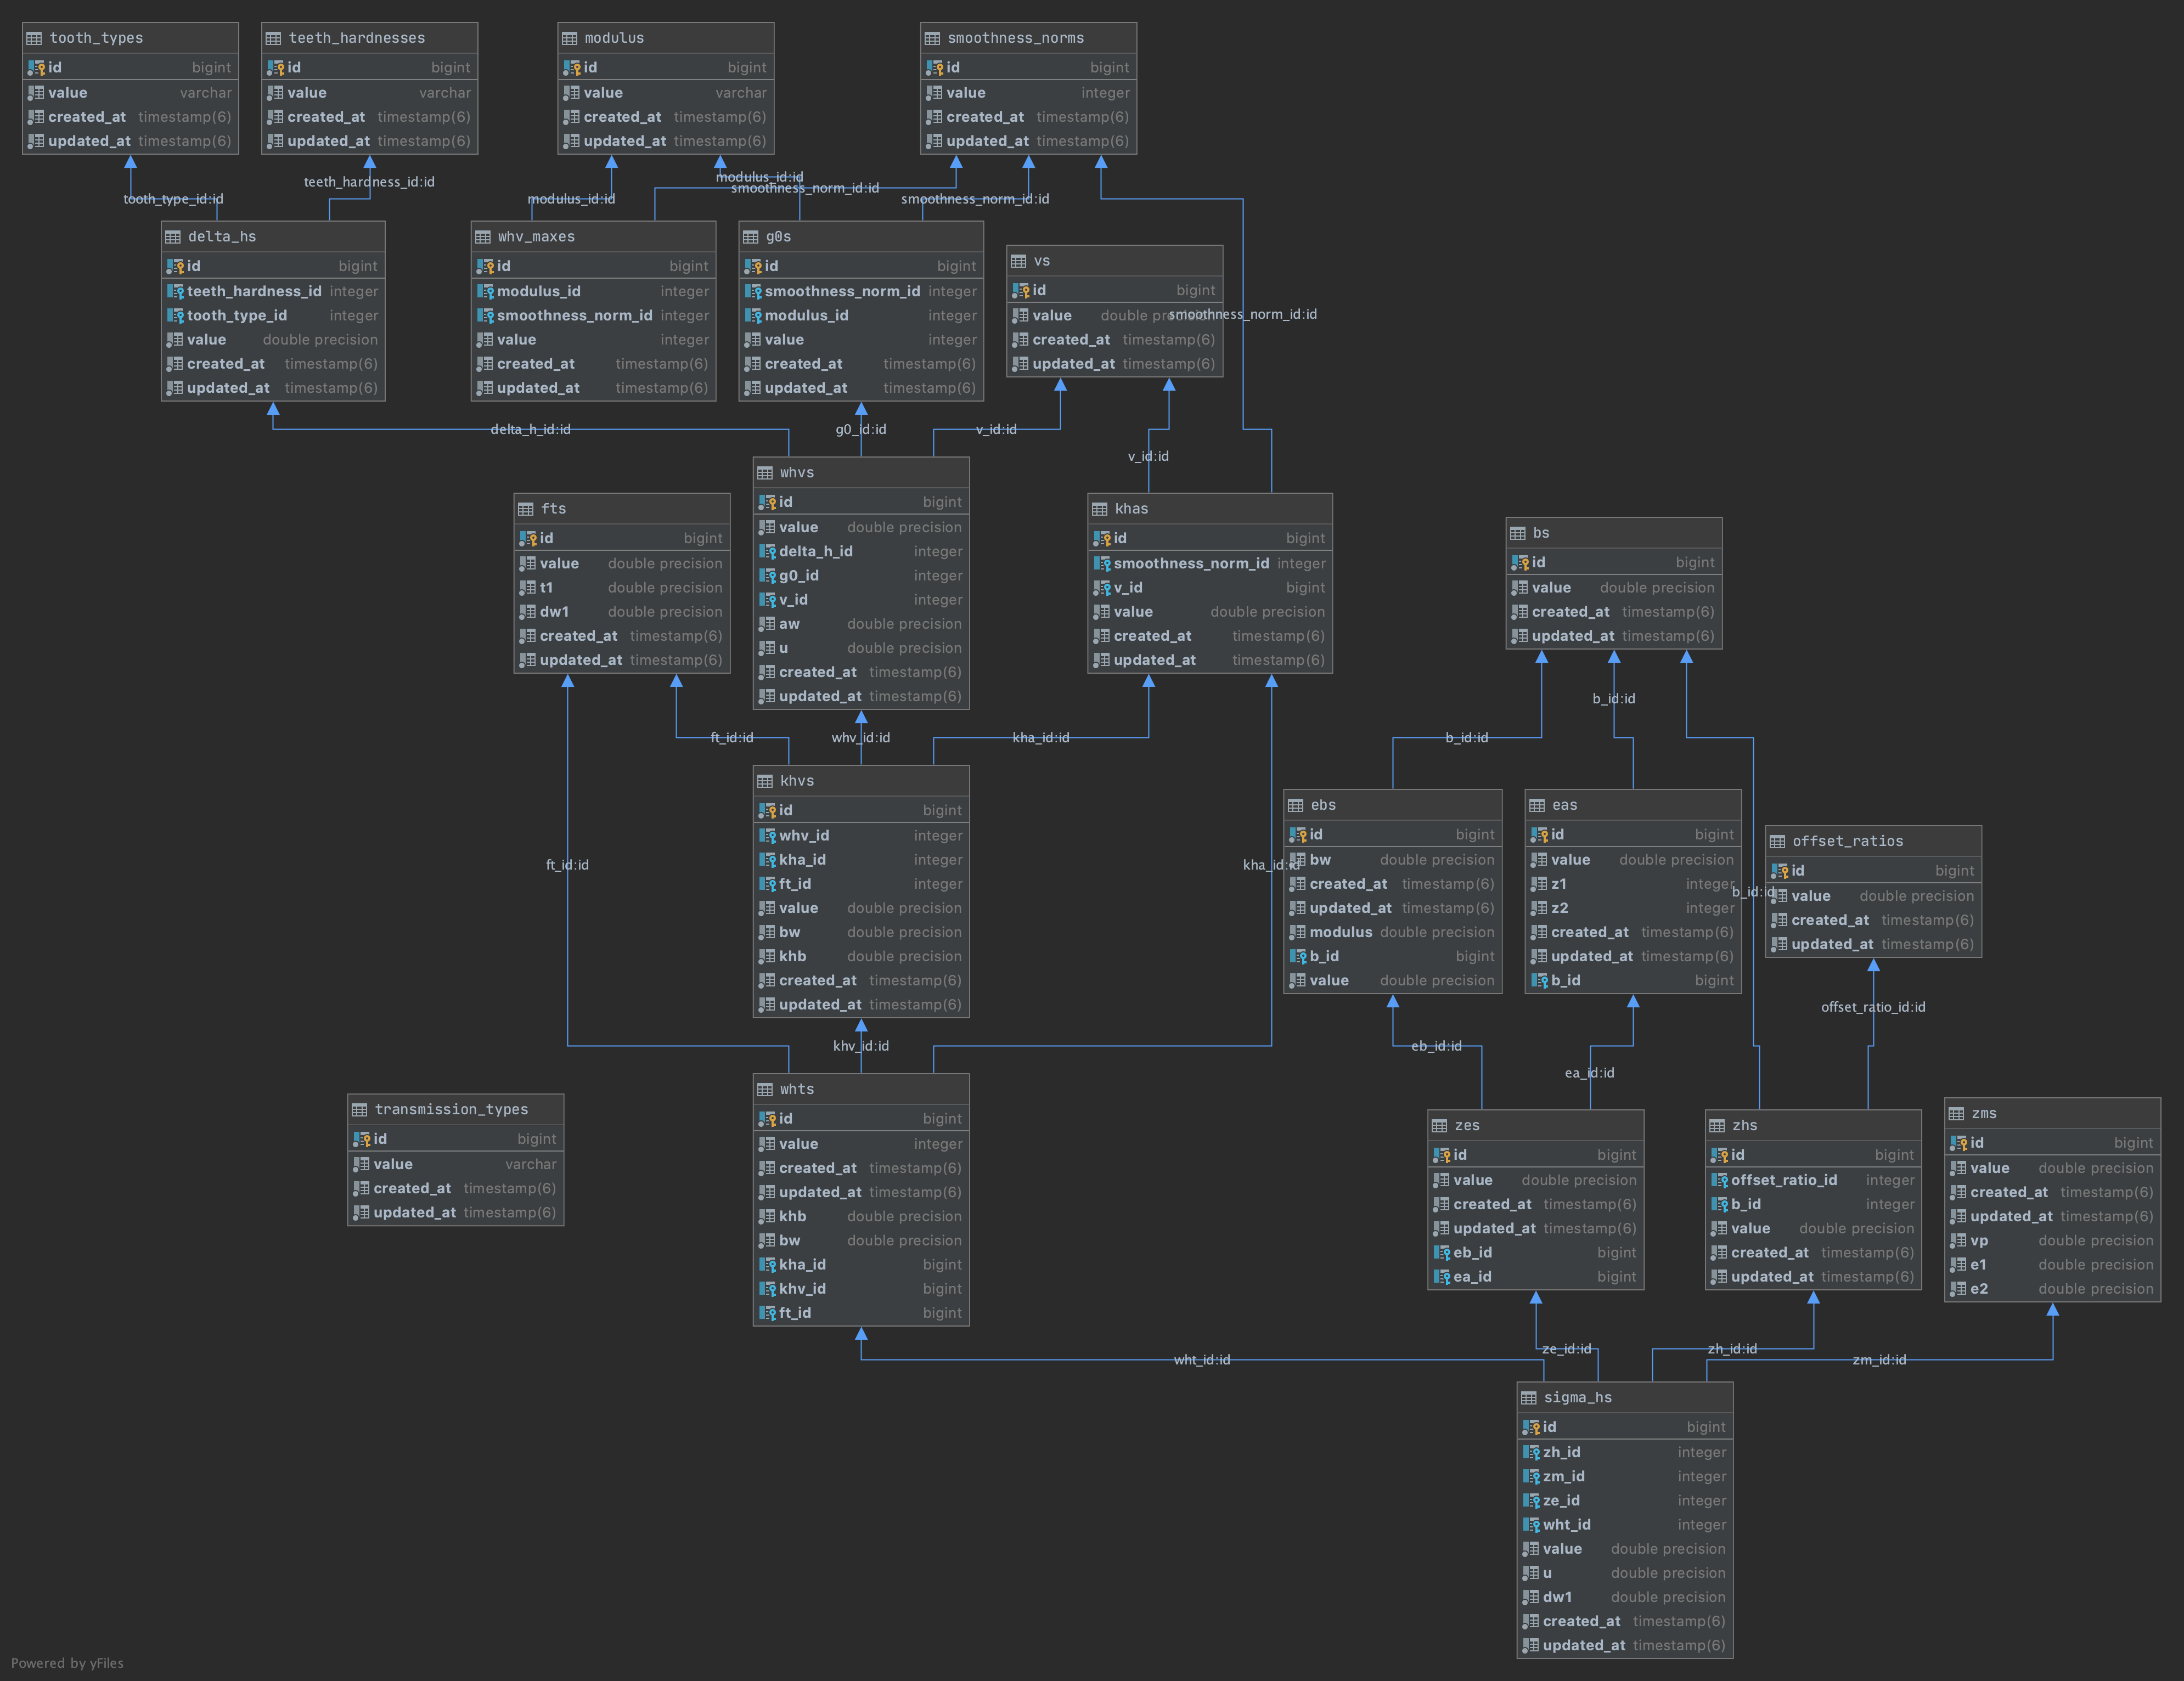 tooth_types
id bigint
value varchar
created_at timestamp(6)
updated_at timestamp(6)
teeth_hardnesses
id bigint
value varchar
created_at timestamp(6)
updated_at timestamp(6)
modulus
id bigint
value varchar
created_at timestamp(6)
updated_at timestamp(6)
smoothness_norms
id bigint
value integer
created_at timestamp(6)
updated_at timestamp(6)
tooth_type_id:id
teeth_hardness_id:id
modulus_id:id
modulus_id:id
smoothness_norm_id:id
smoothness_norm_id:id
smoothness_norm_id:id
delta_hs
id bigint
teeth_hardness_id integer
tooth_type_id integer
value double precision
created_at timestamp(6)
updated_at timestamp(6)
whv_maxes
id bigint
modulus_id integer
smoothness_norm_id integer
value integer
created_at timestamp(6)
updated_at timestamp(6)
g0s
id bigint
smoothness_norm_id integer
modulus_id integer
value integer
created_at timestamp(6)
updated_at timestamp(6)
vs
id bigint
value double precision
created_at timestamp(6)
updated_at timestamp(6)
delta_h_id:id
g0_id:id
v_id:id
v_id:id
whvs
id bigint
value double precision
delta_h_id integer
g0_id integer
v_id integer
aw double precision
u double precision
created_at timestamp(6)
updated_at timestamp(6)
fts
id bigint
value double precision
t1 double precision
dw1 double precision
created_at timestamp(6)
updated_at timestamp(6)
khas
id bigint
smoothness_norm_id integer
v_id bigint
value double precision
created_at timestamp(6)
updated_at timestamp(6)
bs
id bigint
value double precision
created_at timestamp(6)
updated_at timestamp(6)
ft_id:id
whv_id:id
kha_id:id
b_id:id
b_id:id
b_id:id
ft_id:id
kha_id:id
khvs
id bigint
whv_id integer
kha_id integer
ft_id integer
value double precision
bw double precision
khb double precision
created_at timestamp(6)
updated_at timestamp(6)
ebs
id bigint
bw double precision
created_at timestamp(6)
updated_at timestamp(6)
modulus double precision
b_id bigint
value double precision
eas
id bigint
value double precision
z1 integer
z2 integer
created_at timestamp(6)
updated_at timestamp(6)
b_id bigint
offset_ratios
id bigint
value double precision
created_at timestamp(6)
updated_at timestamp(6)
khv_id:id
eb_id:id
ea_id:id
offset_ratio_id:id
transmission_types
id bigint
value varchar
created_at timestamp(6)
updated_at timestamp(6)
whts
id bigint
value integer
created_at timestamp(6)
updated_at timestamp(6)
khb double precision
bw double precision
kha_id bigint
khv_id bigint
ft_id bigint
zes
id bigint
value double precision
created_at timestamp(6)
updated_at timestamp(6)
eb_id bigint
ea_id bigint
zhs
id bigint
offset_ratio_id integer
b_id integer
value double precision
created_at timestamp(6)
updated_at timestamp(6)
zms
id bigint
value double precision
created_at timestamp(6)
updated_at timestamp(6)
vp double precision
e1 double precision
e2 double precision
wht_id:id
ze_id:id
zh_id:id
zm_id:id
sigma_hs
id bigint
zh_id integer
zm_id integer
ze_id integer
wht_id integer
value double precision
u double precision
dw1 double precision
created_at timestamp(6)
updated_at timestamp(6)
Powered by yFiles